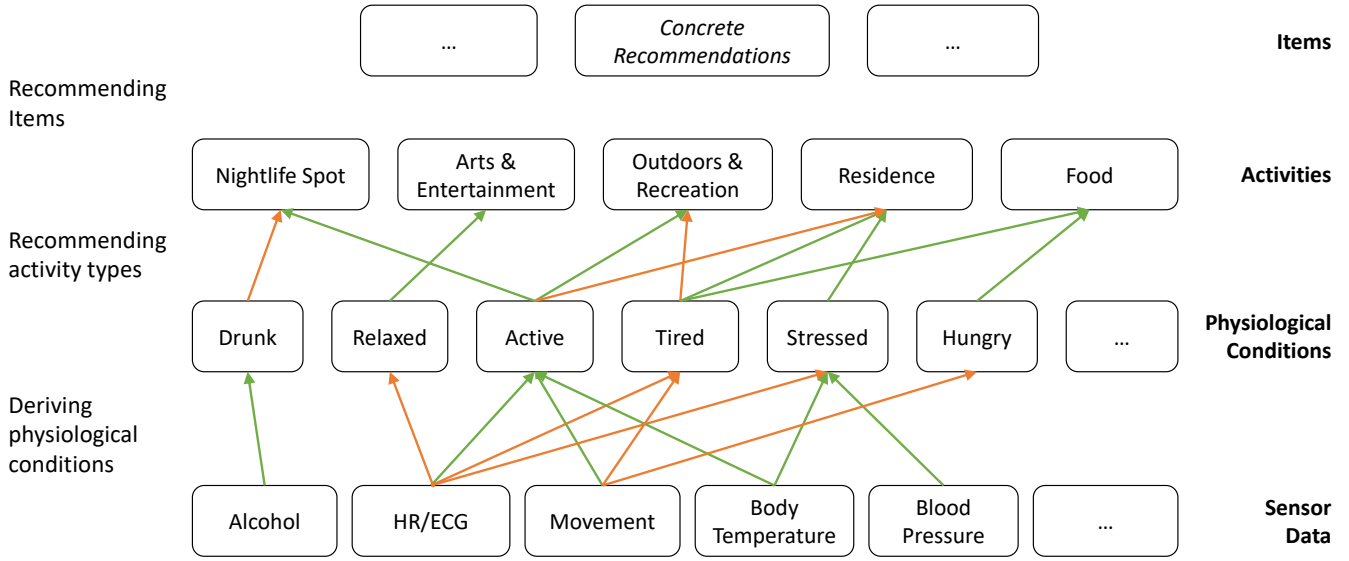 ...
Concrete
Recommendations
...
Items
Recommending
Items
Nightlife Spot
Arts &
Entertainment
Outdoors &
Recreation
Residence
Food
Activities
Recommending
activity types
Drunk
Relaxed
Active
Tired
Stressed
Hungry
...
Physiological
Conditions
Deriving
physiological
conditions
Alcohol
HR/ECG
Movement
Body
Temperature
Blood
Pressure
...
Sensor
Data